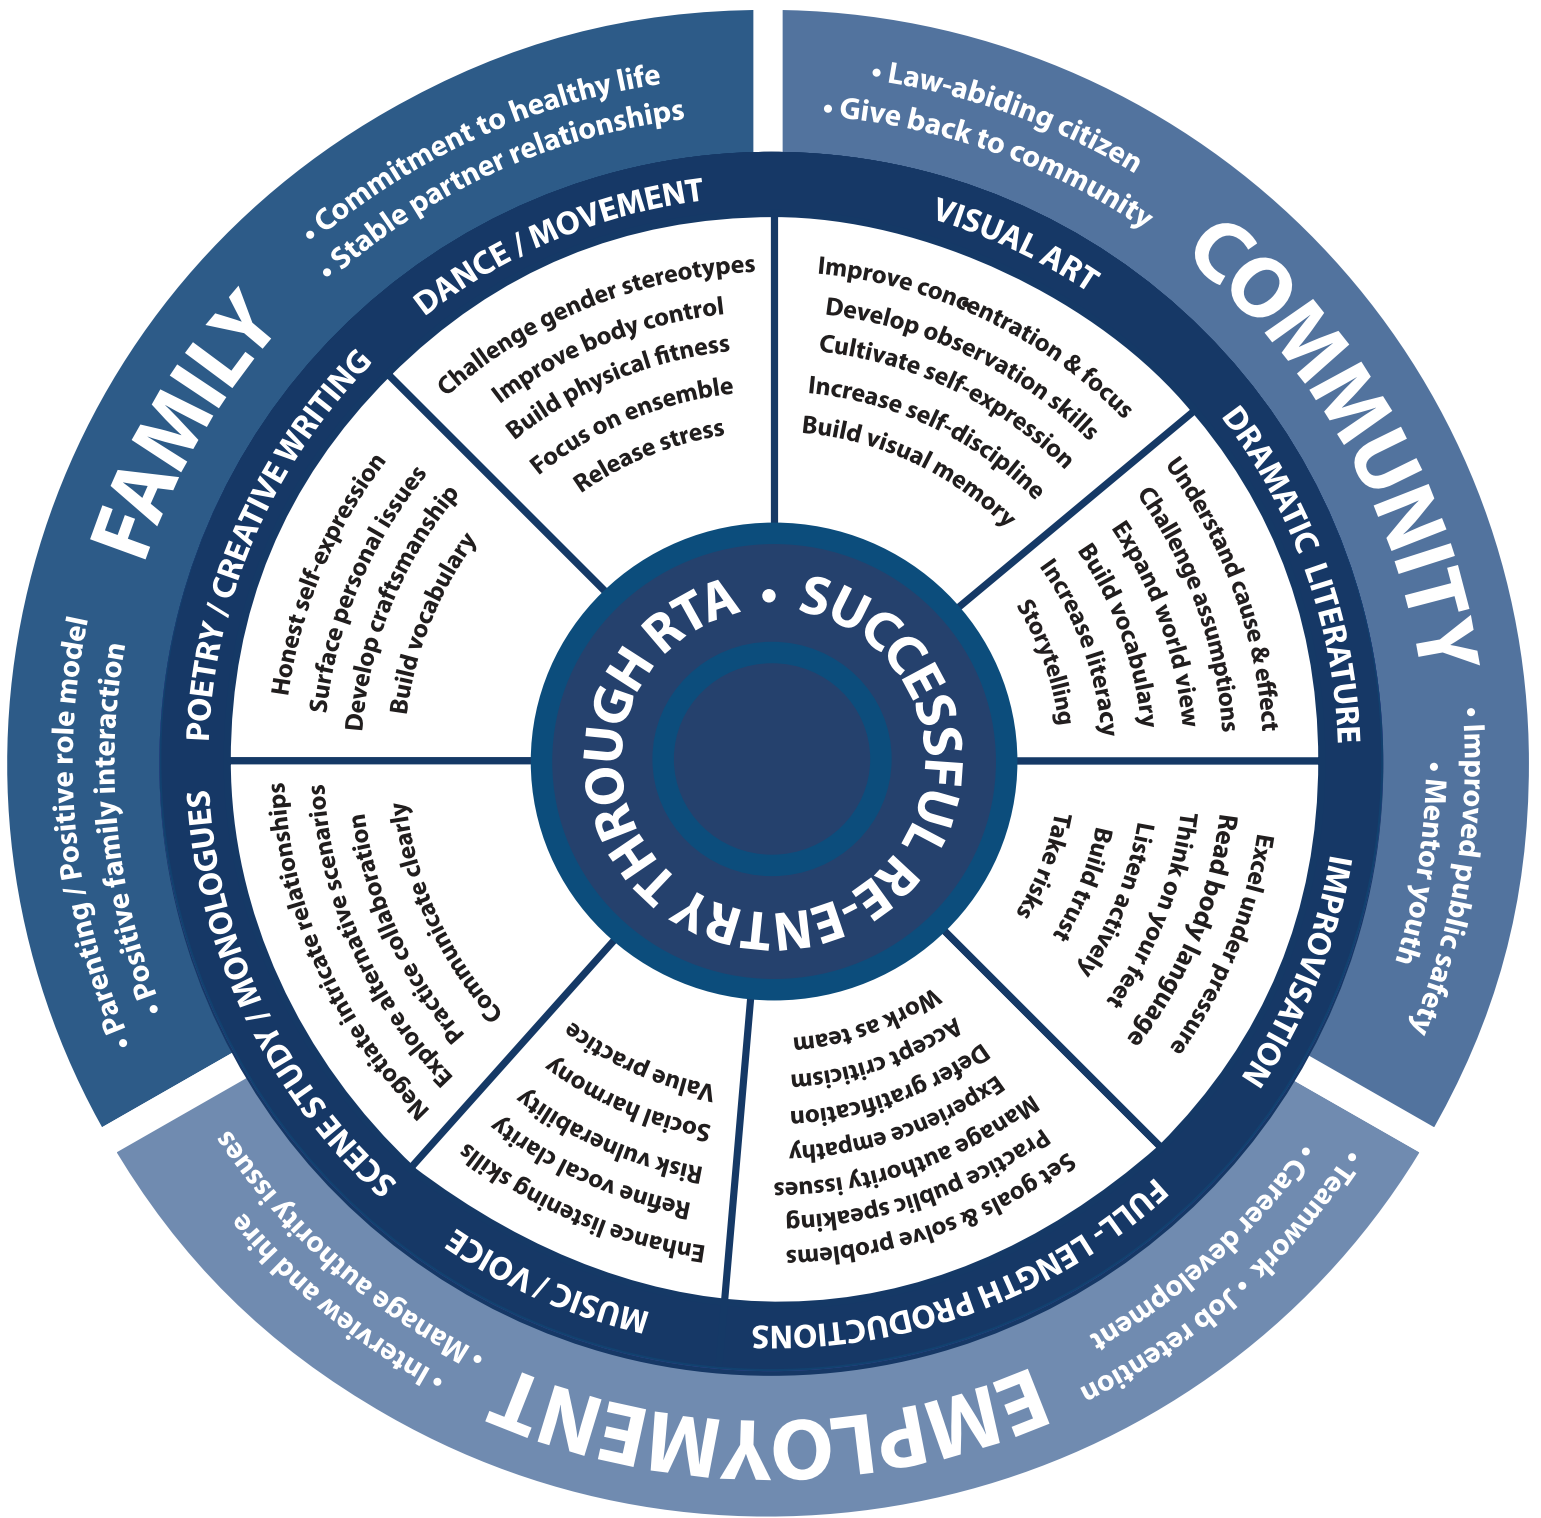 SUCCESSFUL RE-ENTRY THROUGH RTA •
COMMUNITY
• Law-abiding citizen
• Give back to community
• Improved public safety
• Mentor youth
EMPLOYMENT
• Teamwork • Job retention
• Career development
• Interview and hire
• Manage authority issues
FAMILY
• Parenting / Positive role model
• Positive family interaction
• Commitment to healthy life
• Stable partner relationships
VISUAL ART
Improve concentration & focus
Develop observation skills
Cultivate self-expression
Increase self-discipline
Build visual memory
DRAMATIC LITERATURE
Understand cause & effect
Challenge assumptions
Expand world view
Build vocabulary
Increase literacy
Storytelling
IMPROVISATION
Excel under pressure
Read body language
Think on your feet
Listen actively
Build trust
Take risks
FULL- LENGTH PRODUCTIONS
Set goals & solve problems
Practice public speaking
Manage authority issues
Experience empathy
Defer gratification
Accept criticism
Work as team
MUSIC / VOICE
Enhance listening skills
Refine vocal clarity
Risk vulnerability
Social harmony
Value practice
SCENE STUDY / MONOLOGUES
Negotiate intricate relationships
Explore alternative scenarios
Practice collaboration
Communicate clearly
POETRY / CREATIVE WRITING
Honest self-expression
Surface personal issues
Develop craftsmanship
Build vocabulary
DANCE / MOVEMENT
Challenge gender stereotypes
Improve body control
Build physical fitness
Focus on ensemble
Release stress